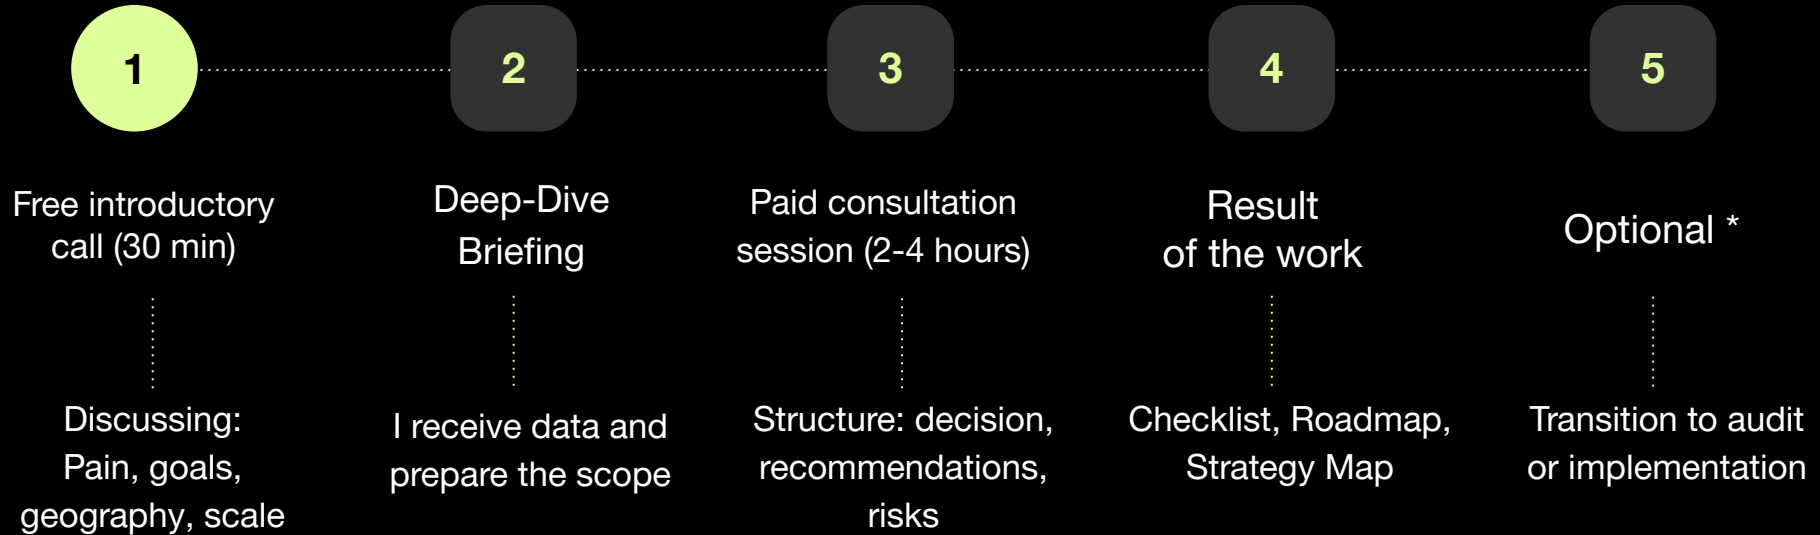 1
2
3
4
5
Free introductory
call (30 min)
Deep-Dive
Briefing
Paid consultation
session (2-4 hours)
Result
of the work
Optional *
Discussing:
Pain, goals,
geography, scale
I receive data and
prepare the scope
Structure: decision,
recommendations,
risks
Checklist, Roadmap,
Strategy Map
Transition to audit
or implementation